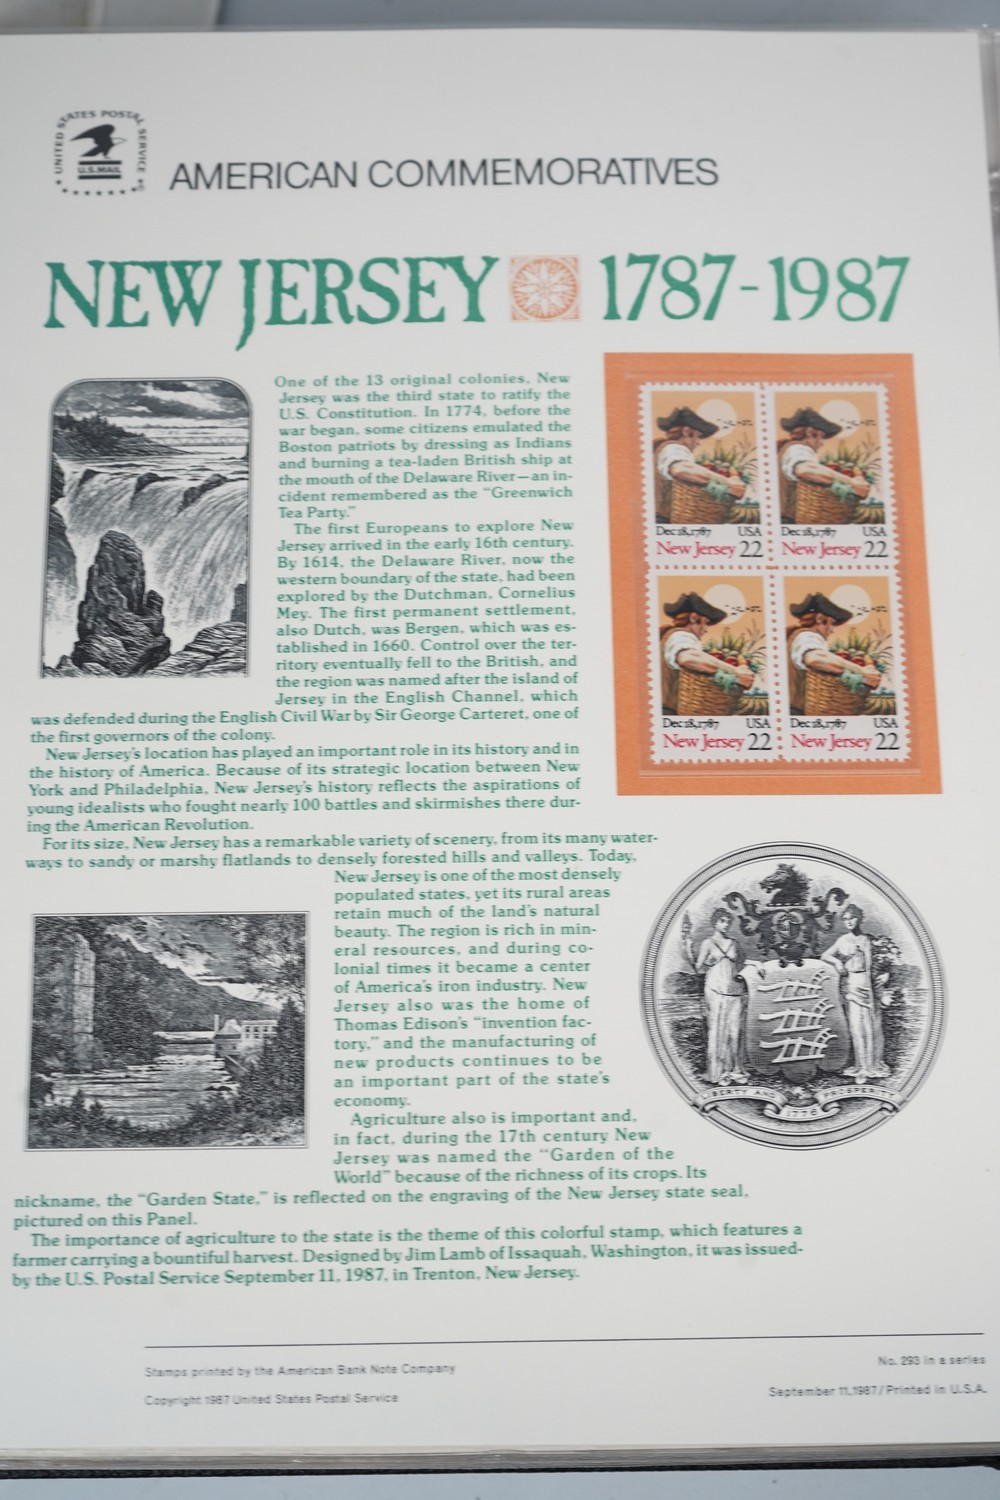 UNITED STATES POSTAL SERVICE
U.S.MAIL
AMERICAN COMMEMORATIVES
NEW JERSEY 1787-1987
One of the 13 original colonies, New
Jersey was the third state to ratify the
U.S. Constitution. In 1774, before the
war began, some citizens emulated the
Boston patriots by dressing as Indians
and burning a tea-laden British ship at
the mouth of the Delaware River—an in-
cident remembered as the "Greenwich
Tea Party."
The first Europeans to explore New
Jersey arrived in the early 16th century.
By 1614, the Delaware River, now the
western boundary of the state, had been
explored by the Dutchman, Cornelius
Mey. The first permanent settlement,
also Dutch, was Bergen, which was es-
tablished in 1660. Control over the ter-
ritory eventually fell to the British, and
the region was named after the island of
Jersey in the English Channel, which
was defended during the English Civil War by Sir George Carteret, one of
the first governors of the colony.
New Jersey's location has played an important role in its history and in
the history of America. Because of its strategic location between New
York and Philadelphia, New Jersey's history reflects the aspirations of
young idealists who fought nearly 100 battles and skirmishes there dur-
ing the American Revolution.
For its size, New Jersey has a remarkable variety of scenery, from its many water-
ways to sandy or marshy flatlands to densely forested hills and valleys. Today,
New Jersey is one of the most densely
populated states, yet its rural areas
retain much of the land's natural
beauty. The region is rich in min-
eral resources, and during co-
lonial times it became a center
of America's iron industry. New
Jersey also was the home of
Thomas Edison's "invention fac-
tory," and the manufacturing of
new products continues to be
an important part of the state's
economy.
Agriculture also is important and,
in fact, during the 17th century New
Jersey was named the "Garden of the
World" because of the richness of its crops. Its
nickname, the "Garden State," is reflected on the engraving of the New Jersey state seal,
pictured on this Panel.
The importance of agriculture to the state is the theme of this colorful stamp, which features a
farmer carrying a bountiful harvest. Designed by Jim Lamb of Issaquah, Washington, it was issued-
by the U.S. Postal Service September 11, 1987, in Trenton, New Jersey.
Dec 18, 1787 USA
New Jersey 22
Dec 18, 1787 USA
New Jersey 22
Dec 18, 1787 USA
New Jersey 22
Dec 18, 1787 USA
New Jersey 22
LIBERTY AND PROSPERITY
1776
Stamps printed by the American Bank Note Company
Copyright 1987 United States Postal Service
No. 293 in a series
September 11, 1987/Printed in U.S.A.